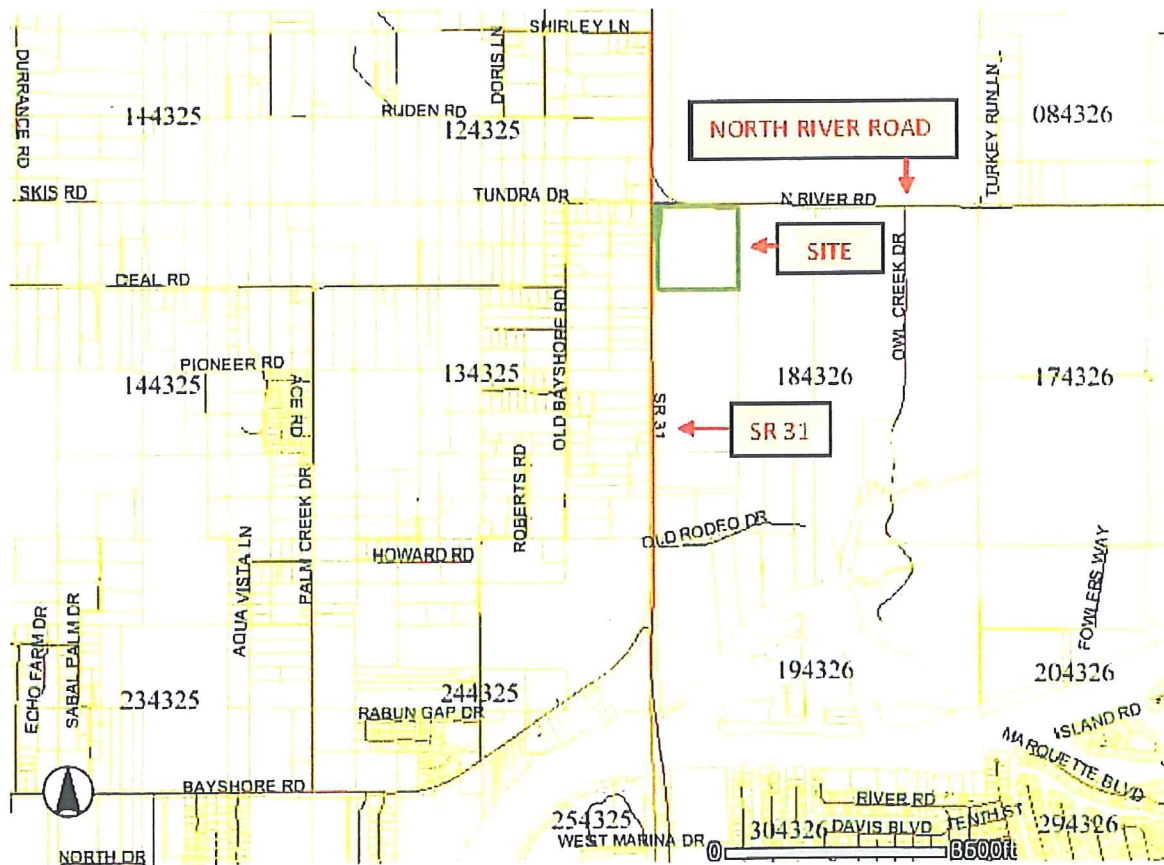 SHIRLEY LN
DURRANCE RD
DORIS LN
RUDEN RD
114325
124325
NORTH RIVER ROAD
084326
TURKEY RUN LN
SKIS RD
TUNDRA DR
N RIVER RD
SITE
OWL CREEK DR
DEAL RD
OLD BAYSHORE RD
PIONEER RD
ACE RD
144325
134325
184326
174326
SR 31
SR 31
PALM CREEK DR
ROBERTS RD
OLD RODEO DR
HOWARD RD
AQUA VISTA LN
FOWLERS WAY
ECHO FARM DR
SABAL PALM DR
234325
244325
194326
204326
RABUN GAP DR
ISLAND RD
MARQUETTE BLVD
BAYSHORE RD
RIVER RD
254325
WEST MARINA DR
304326
DAVIS BLVD
TENTH ST
294326
NORTH DR
0
8600ft